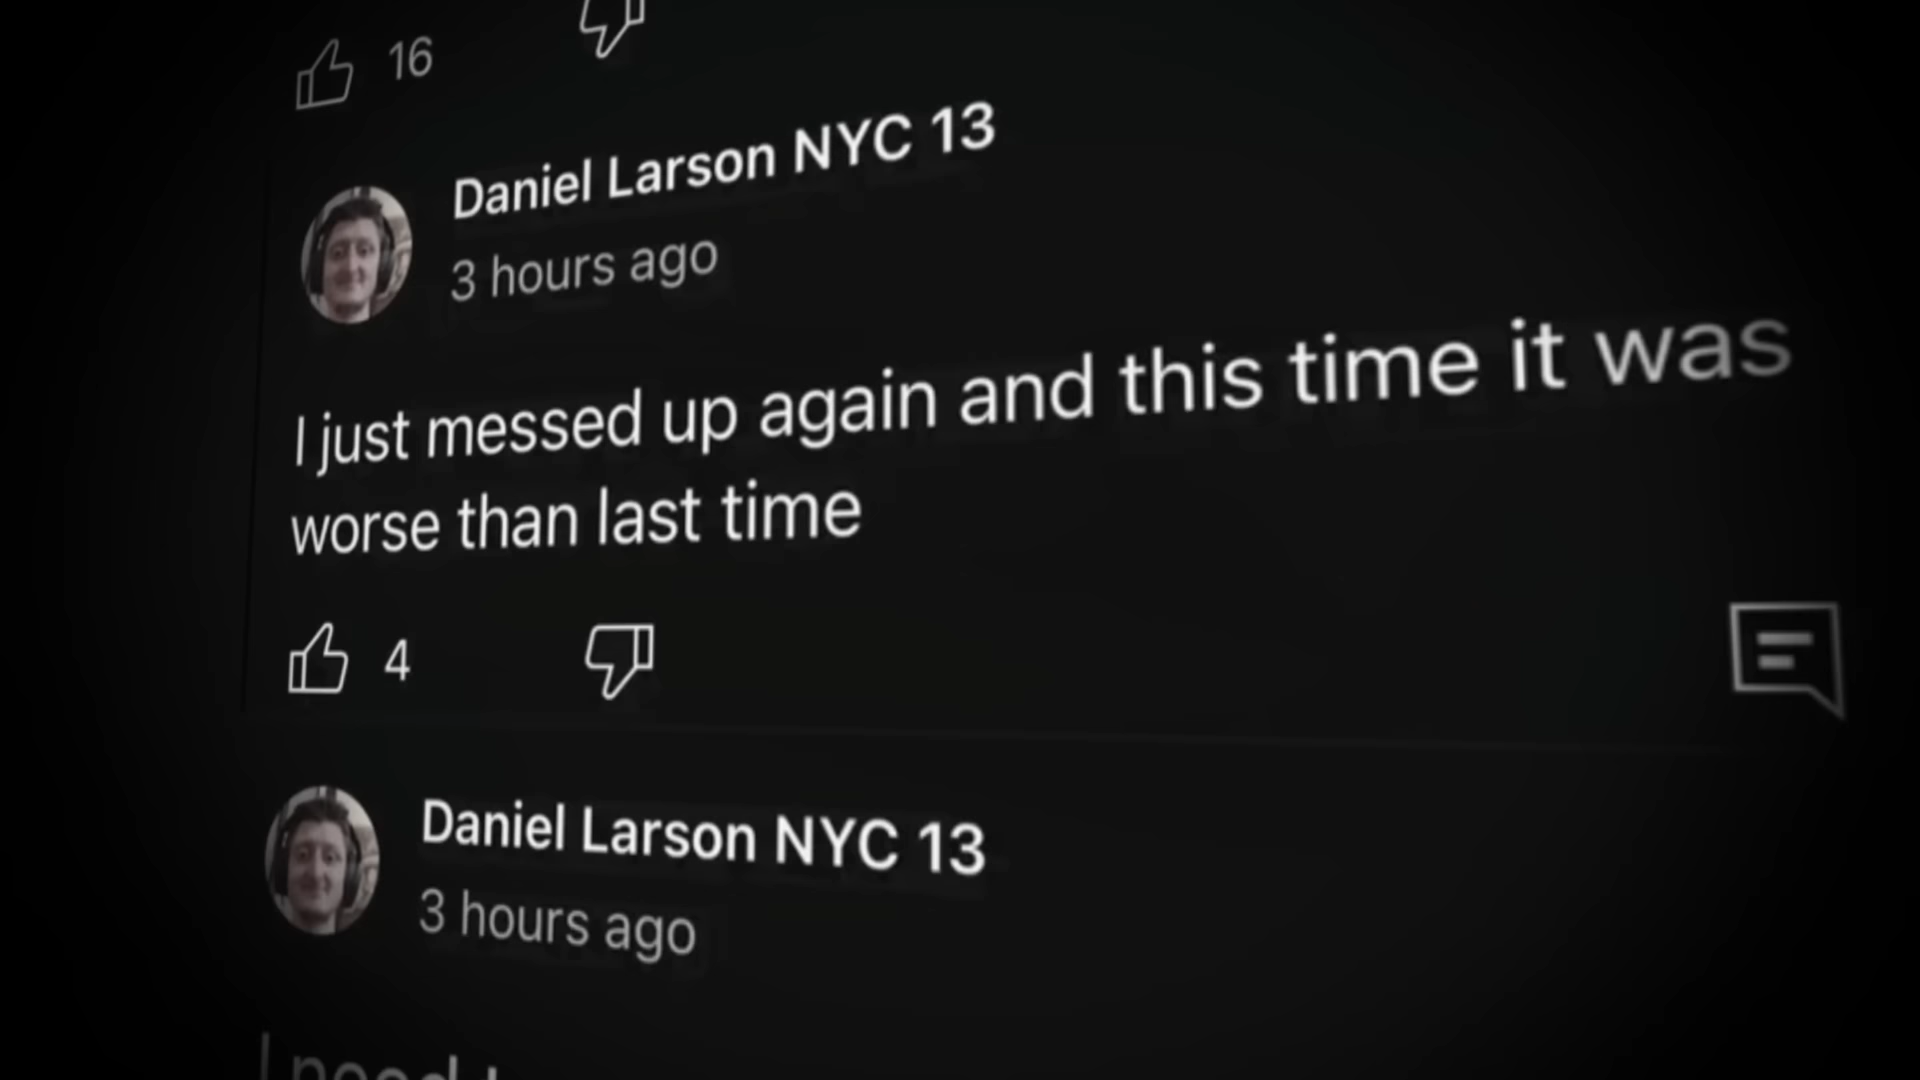 16
Daniel Larson NYC 13
3 hours ago
I just messed up again and this time it was
worse than last time
4
Daniel Larson NYC 13
3 hours ago
I need